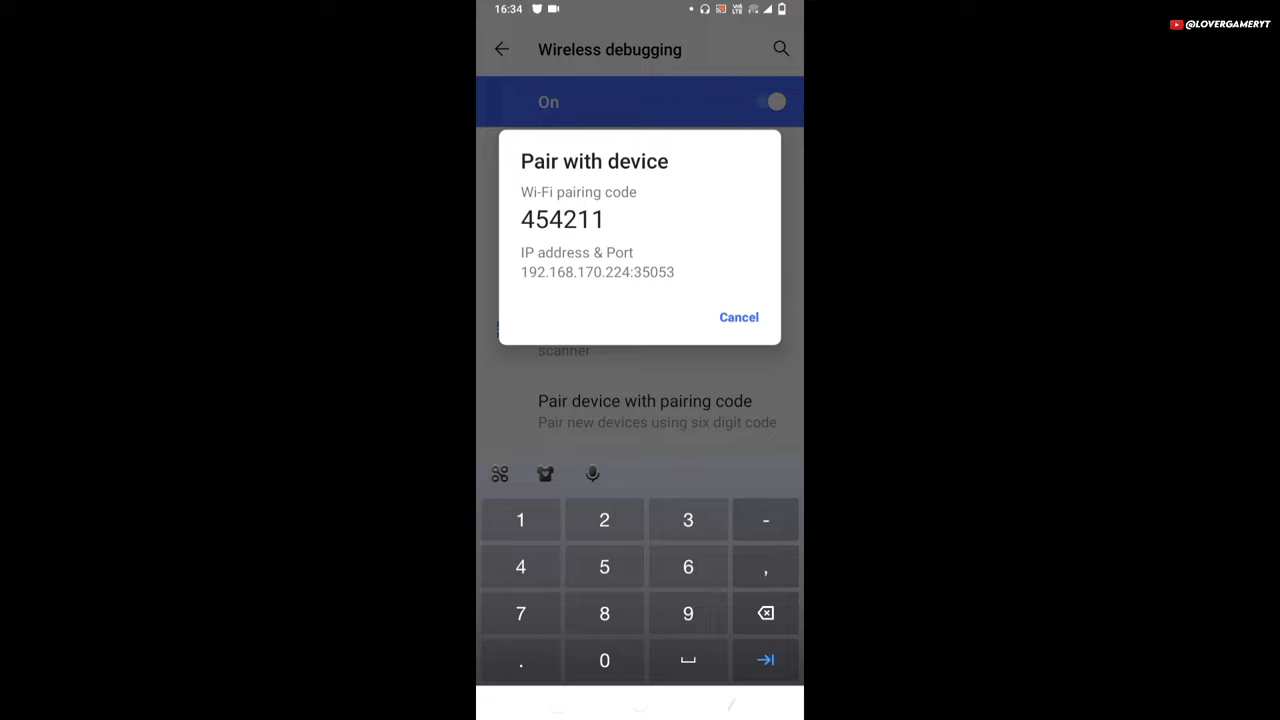 16:34
@LOVERGAMERYT
Wireless debugging
On
Pair with device
Wi-Fi pairing code
454211
IP address & Port
192.168.170.224:35053
Cancel
scanner
Pair device with pairing code
Pair new devices using six digit code
1 2 3 -
4 5 6 ,
7 8 9
. 0